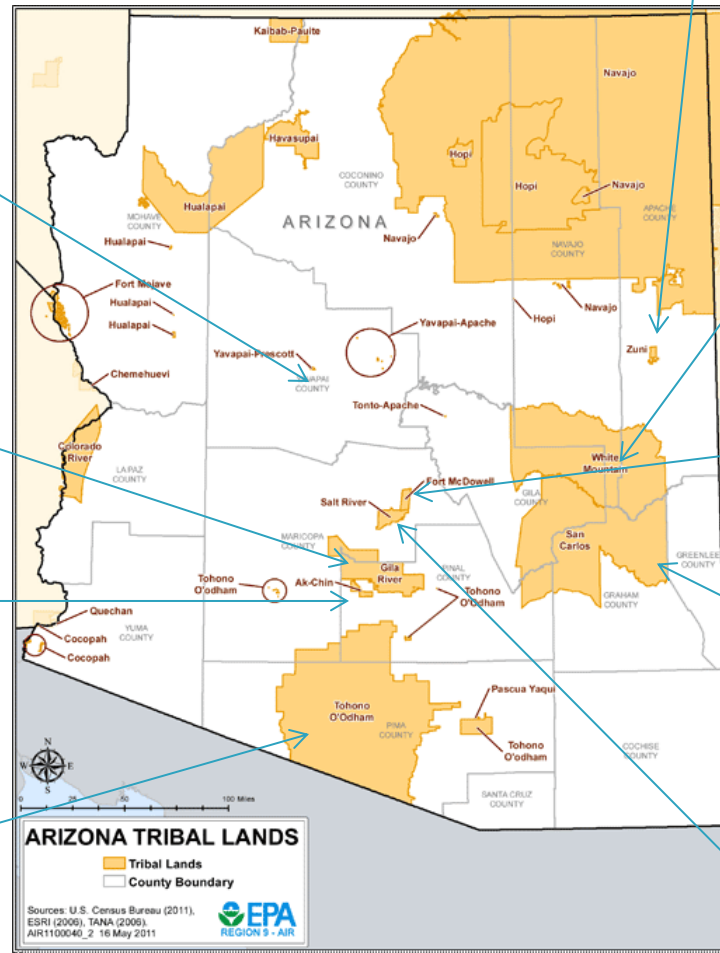 Kaibab-Paiute
Navajo
Havasupai
Hopi
Hopi
Navajo
COCONINO
COUNTY
Hualapai
MOHAVE
COUNTY
ARIZONA
APACHE
COUNTY
Hualapai
Navajo
NAVAJO
COUNTY
Fort Mojave
Hualapai
Navajo
Hopi
Hualapai
Yavapai-Apache
Zuni
Yavapai-Prescott
YAVAPAI
COUNTY
Chemehuevi
Tonto-Apache
Colorado
River
White
Mountain
LA PAZ
COUNTY
Fort McDowell
GILA
COUNTY
Salt River
MARICOPA
COUNTY
San
Carlos
GREENLEE
COUNTY
Gila
River
PINAL
COUNTY
Tohono
O'odham
Ak-Chin
Tohono
O'Odham
GRAHAM
COUNTY
Quechan
YUMA
COUNTY
Cocopah
Cocopah
Pascua Yaqui
Tohono
O'Odham
PIMA
COUNTY
Tohono
O'odham
COCHISE
COUNTY
N
W E
S
SANTA CRUZ
COUNTY
0 25 50 100 Miles
ARIZONA TRIBAL LANDS
Tribal Lands
County Boundary
Sources: U.S. Census Bureau (2011),
ESRI (2006), TANA (2006).
AIR1100040_2 16 May 2011
EPA
REGION 9 - AIR